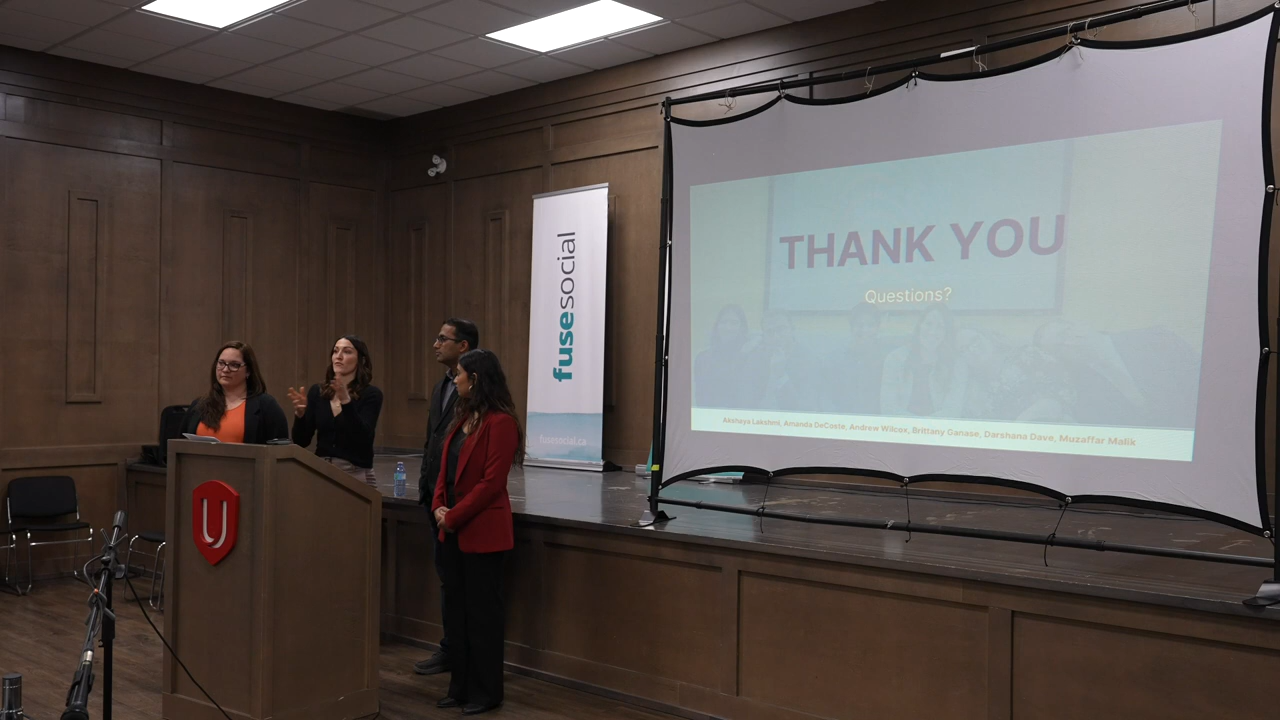 fusesocial
fusesocial.ca
U
THANK YOU
Questions?
Akshaya Lakshmi, Amanda DeCoste, Andrew Wilcox, Brittany Ganase, Darshana Dave, Muzaffar Malik